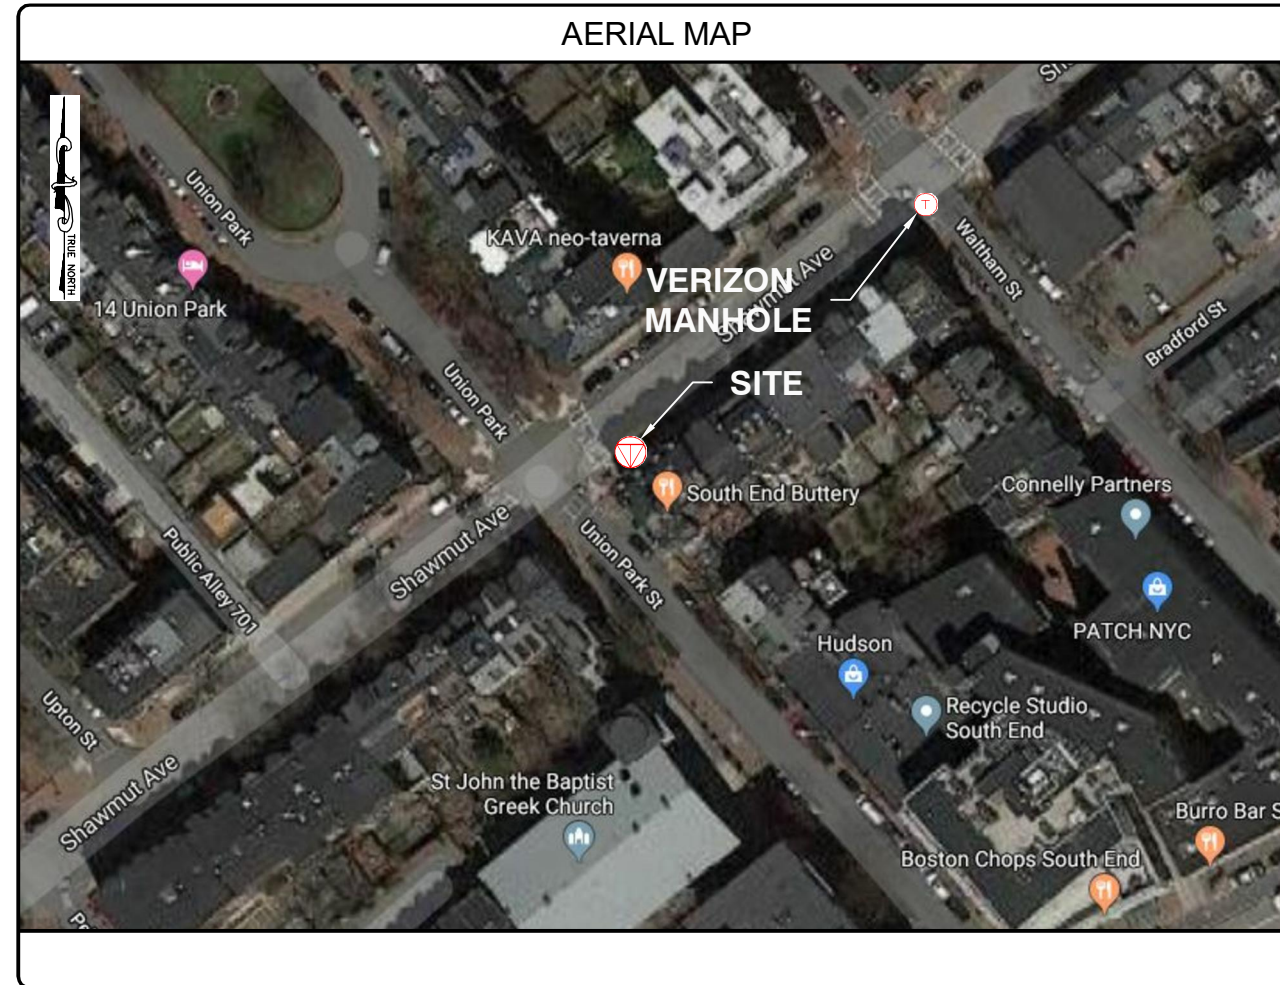 AERIAL MAP
TRUE NORTH
Union Park
14 Union Park
KAVA neo-taverna
VERIZON
MANHOLE
Shawmut Ave
T
Waltham St
Bradford St
SITE
Union Park
South End Buttery
Connelly Partners
Shawmut Ave
Public Alley 701
Union Park St
PATCH NYC
Hudson
Recycle Studio
South End
Upton St
Shawmut Ave
St John the Baptist
Greek Church
Burro Bar S
Boston Chops South End